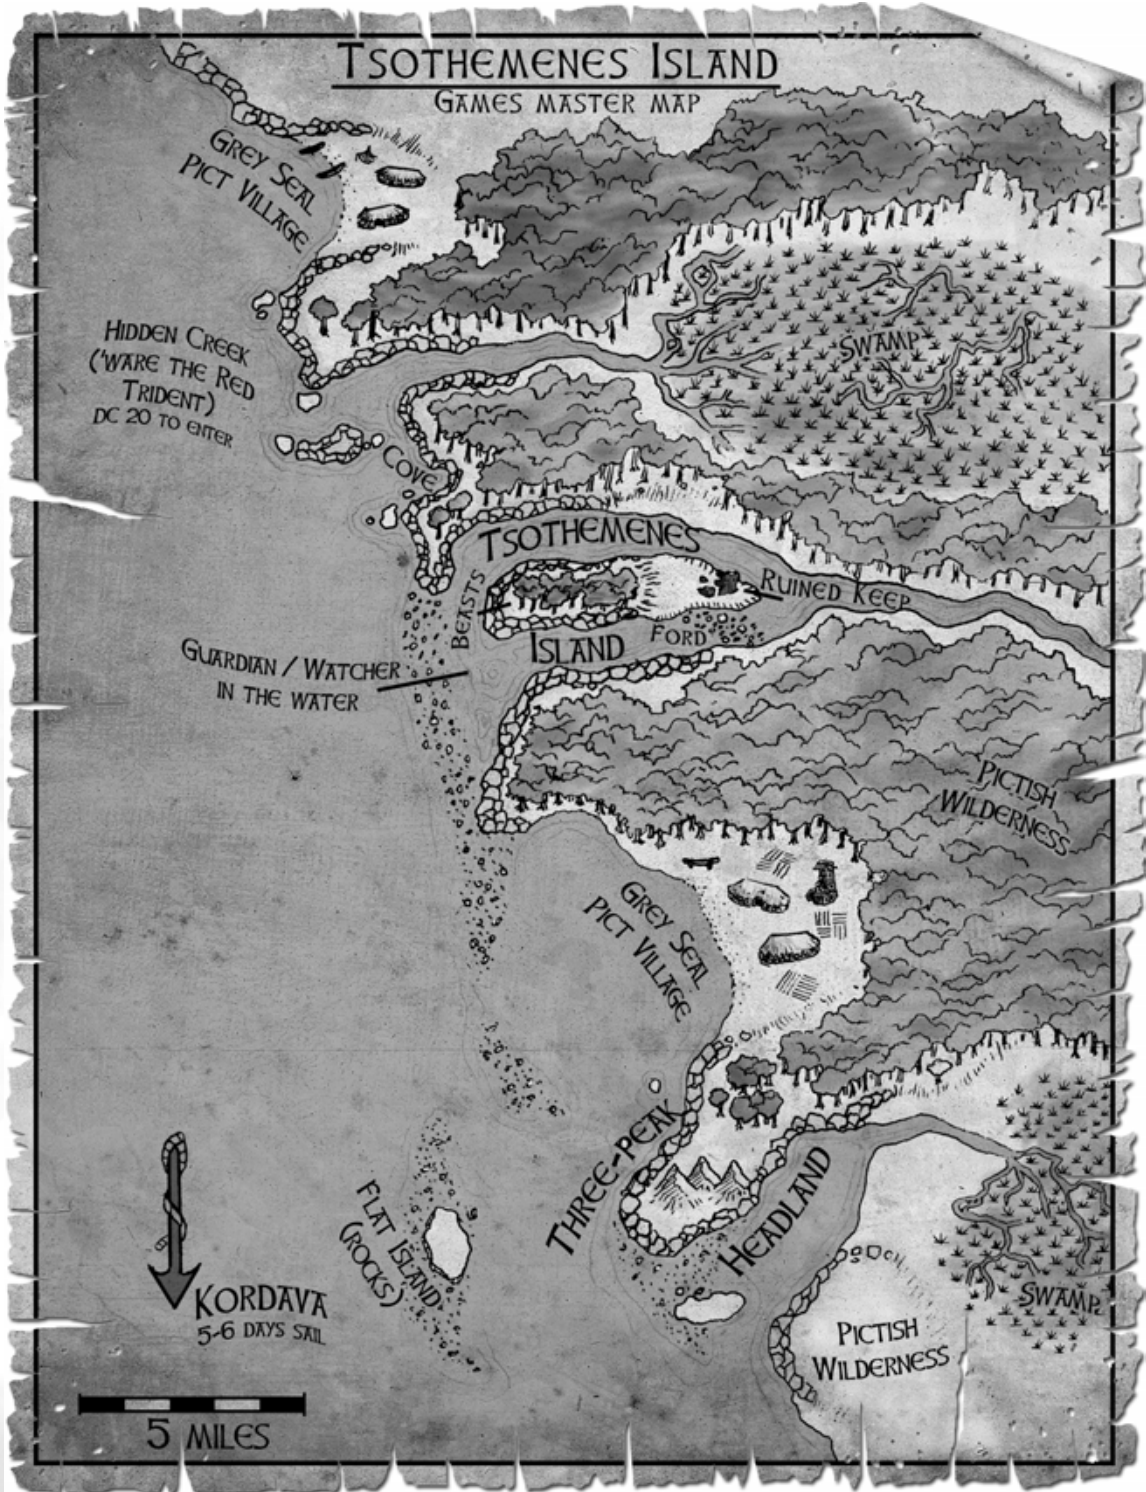 Tsothemenes Island
Games master map
Grey Seal
Pict Village
Hidden Creek
('ware the Red
Trident)
DC 20 to enter
Swamp
Cove
Tsothemenes
Island
Beasts
Ruined Keep
Ford
Guardian / Watcher
in the water
Pictish
Wilderness
Grey Seal
Pict Village
Three-Peak
Headland
Flat Island
(rocks)
Kordava
5-6 days sail
Swamp
Pictish
Wilderness
5 miles